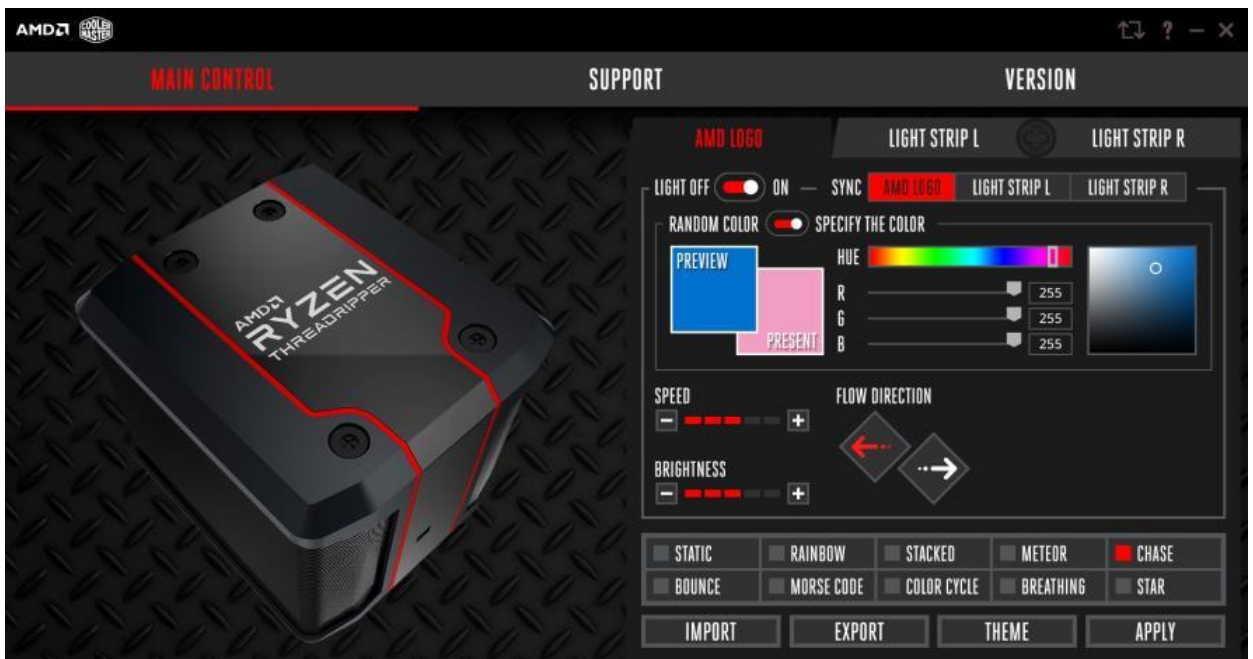 AMD COOLER MASTER ?
MAIN CONTROL SUPPORT VERSION
AMD LOGO LIGHT STRIP L LIGHT STRIP R
LIGHT OFF ON SYNC AMD LOGO LIGHT STRIP L LIGHT STRIP R
RANDOM COLOR SPECIFY THE COLOR
PREVIEW
PRESENT
HUE
R 255
G 255
B 255
AMD
RYZEN
THREADRIPPER
SPEED
FLOW DIRECTION
BRIGHTNESS
STATIC RAINBOW STACKED METEOR CHASE
BOUNCE MORSE CODE COLOR CYCLE BREATHING STAR
IMPORT EXPORT THEME APPLY